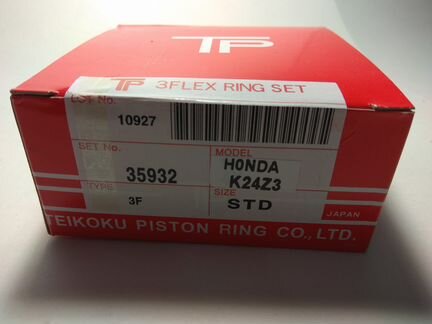 TP
TP 3FLEX RING SET
LOT No.
10927
SET No.
35932
MODEL
HONDA
K24Z3
TYPE
3F
SIZE
STD
JAPAN
TEIKOKU PISTON RING CO., LTD.